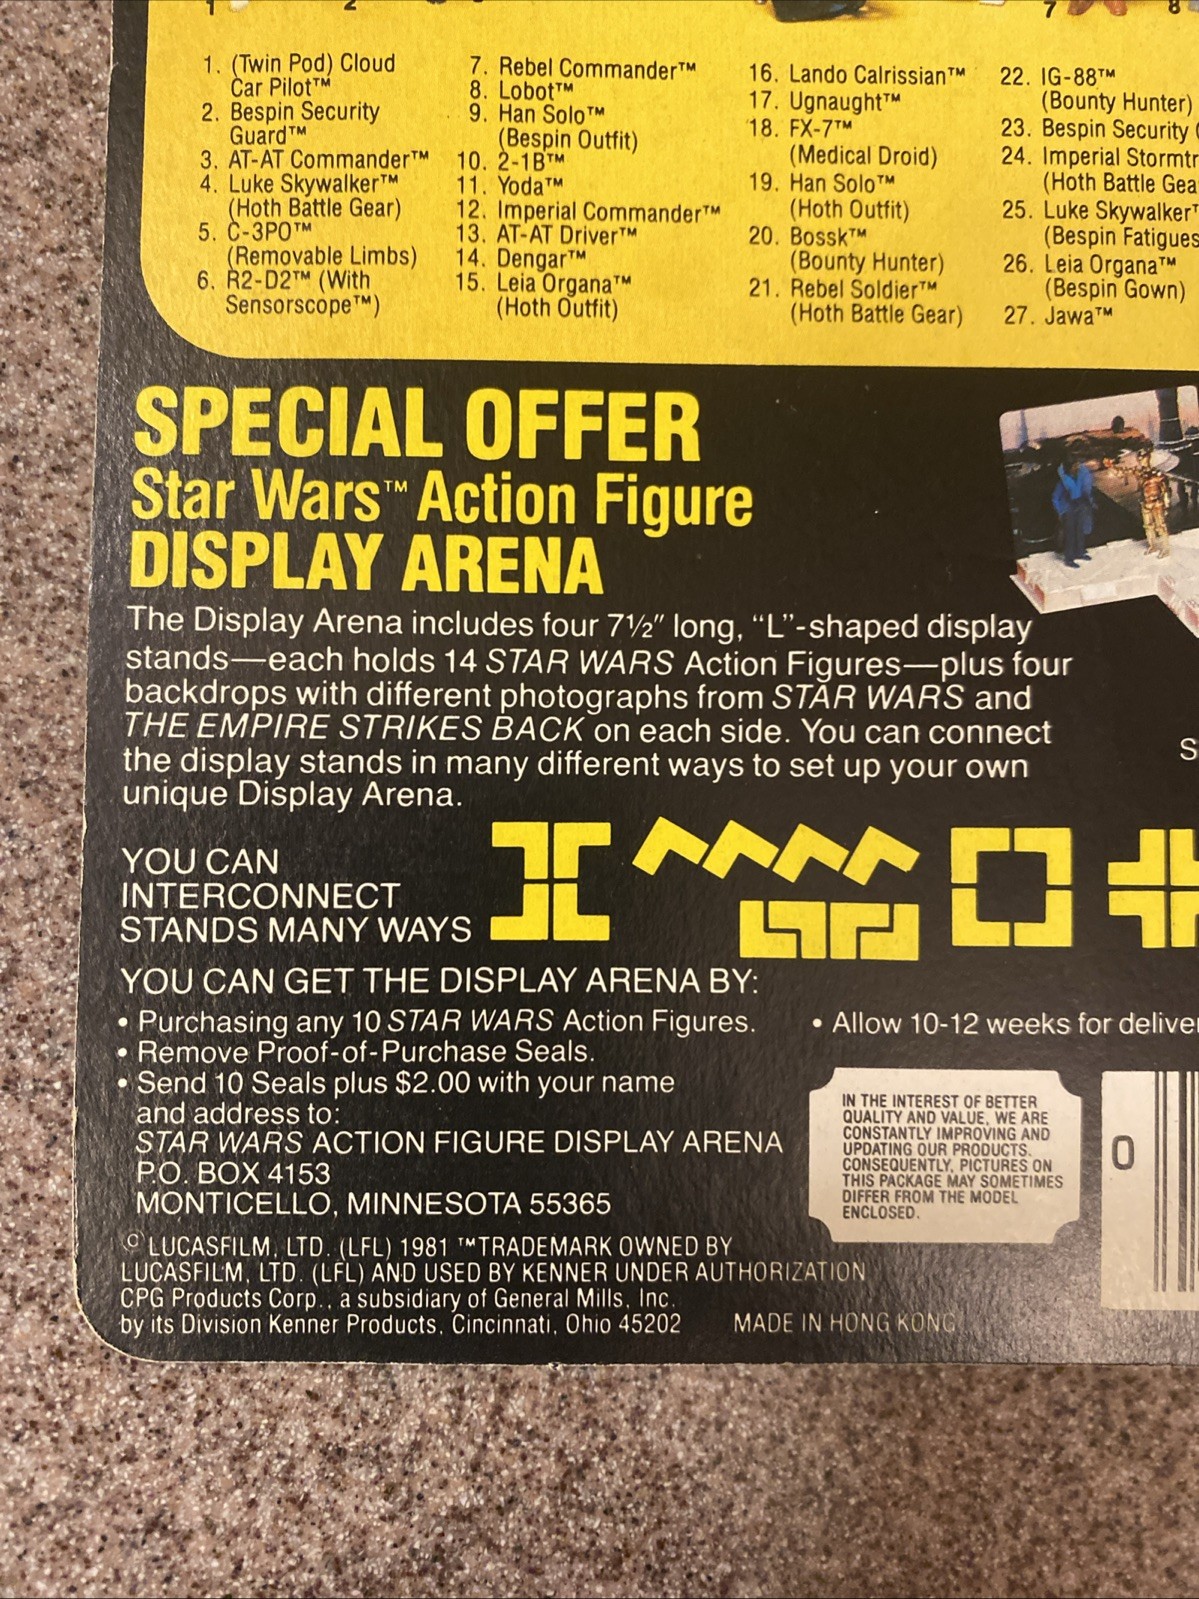 1
2
7
8
1. (Twin Pod) Cloud
Car Pilot™
2. Bespin Security
Guard™
3. AT-AT Commander™
4. Luke Skywalker™
(Hoth Battle Gear)
5. C-3PO™
(Removable Limbs)
6. R2-D2™ (With
Sensorscope™)
7. Rebel Commander™
8. Lobot™
9. Han Solo™
(Bespin Outfit)
10. 2-1B™
11. Yoda™
12. Imperial Commander™
13. AT-AT Driver™
14. Dengar™
15. Leia Organa™
(Hoth Outfit)
16. Lando Calrissian™
17. Ugnaught™
18. FX-7™
(Medical Droid)
19. Han Solo™
(Hoth Outfit)
20. Bossk™
(Bounty Hunter)
21. Rebel Soldier™
(Hoth Battle Gear)
22. IG-88™
(Bounty Hunter)
23. Bespin Security
24. Imperial Stormtr
(Hoth Battle Gea
25. Luke Skywalker™
(Bespin Fatigues
26. Leia Organa™
(Bespin Gown)
27. Jawa™
SPECIAL OFFER
Star Wars™ Action Figure
DISPLAY ARENA
The Display Arena includes four 7½" long, "L"-shaped display
stands—each holds 14 STAR WARS Action Figures—plus four
backdrops with different photographs from STAR WARS and
THE EMPIRE STRIKES BACK on each side. You can connect
the display stands in many different ways to set up your own
unique Display Arena.
S
YOU CAN
INTERCONNECT
STANDS MANY WAYS
YOU CAN GET THE DISPLAY ARENA BY:
• Purchasing any 10 STAR WARS Action Figures.
• Remove Proof-of-Purchase Seals.
• Send 10 Seals plus $2.00 with your name
and address to:
STAR WARS ACTION FIGURE DISPLAY ARENA
P.O. BOX 4153
MONTICELLO, MINNESOTA 55365
• Allow 10-12 weeks for deliver
IN THE INTEREST OF BETTER
QUALITY AND VALUE, WE ARE
CONSTANTLY IMPROVING AND
UPDATING OUR PRODUCTS.
CONSEQUENTLY, PICTURES ON
THIS PACKAGE MAY SOMETIMES
DIFFER FROM THE MODEL
ENCLOSED.
0
© LUCASFILM, LTD. (LFL) 1981 ™TRADEMARK OWNED BY
LUCASFILM, LTD. (LFL) AND USED BY KENNER UNDER AUTHORIZATION
CPG Products Corp., a subsidiary of General Mills, Inc.
by its Division Kenner Products, Cincinnati, Ohio 45202
MADE IN HONG KONG